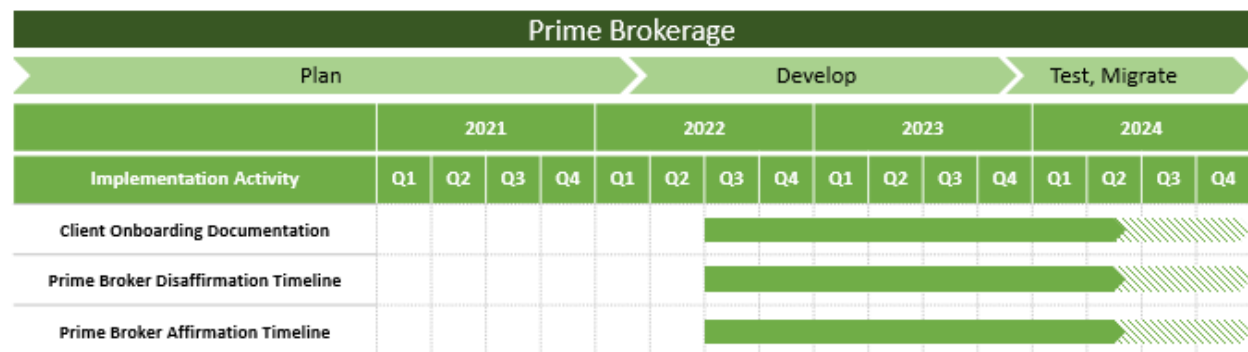 Prime Brokerage
Plan Develop Test, Migrate
2021 2022 2023 2024
Implementation Activity Q1 Q2 Q3 Q4 Q1 Q2 Q3 Q4 Q1 Q2 Q3 Q4 Q1 Q2 Q3 Q4
Client Onboarding Documentation
Prime Broker Disaffirmation Timeline
Prime Broker Affirmation Timeline